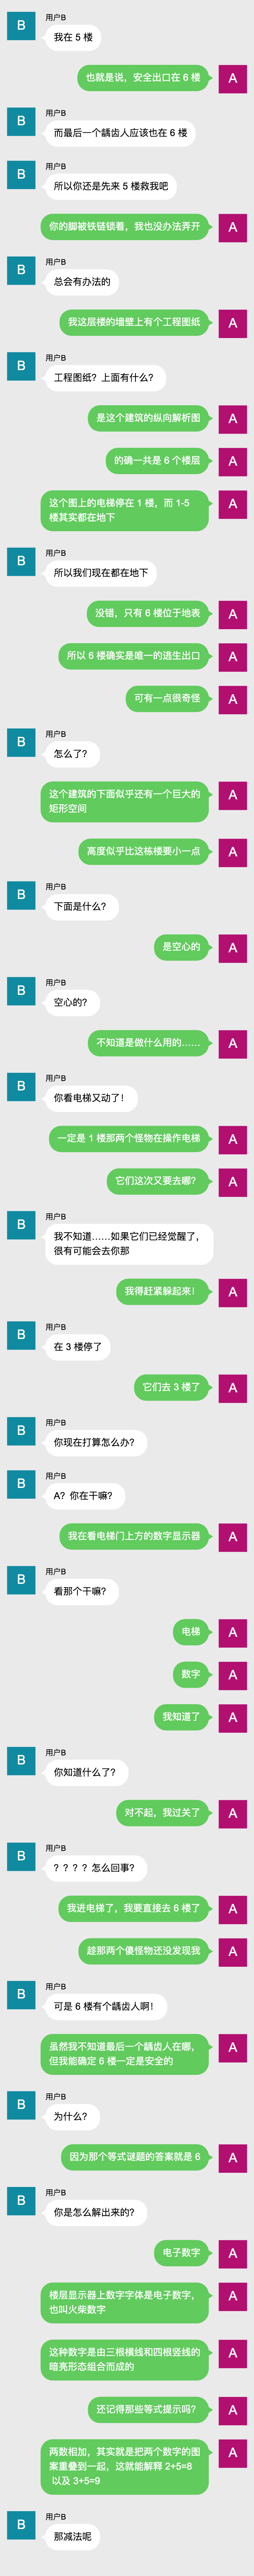 B
用户B
我在 5 楼
也就是说，安全出口在 6 楼
A
B
用户B
而最后一个龋齿人应该也在 6 楼
B
用户B
所以你还是先来 5 楼救我吧
你的脚被铁链锁着，我也没办法弄开
A
B
用户B
总会有办法的
我这层楼的墙壁上有个工程图纸
A
B
用户B
工程图纸？上面有什么？
是这个建筑的纵向解析图
A
的确一共是 6 个楼层
A
这个图上的电梯停在 1 楼，而 1-5
楼其实都在地下
A
B
用户B
所以我们现在都在地下
没错，只有 6 楼位于地表
A
所以 6 楼确实是唯一的逃生出口
A
可有一点很奇怪
A
B
用户B
怎么了？
这个建筑的下面似乎还有一个巨大的
矩形空间
A
高度似乎比这栋楼要小一点
A
B
用户B
下面是什么？
是空心的
A
B
用户B
空心的？
不知道是做什么用的……
A
B
用户B
你看电梯又动了！
一定是 1 楼那两个怪物在操作电梯
A
它们这次又要去哪？
A
B
用户B
我不知道……如果它们已经觉醒了，
很有可能会去你那
我得赶紧躲起来！
A
B
用户B
在 3 楼停了
它们去 3 楼了
A
B
用户B
你现在打算怎么办？
B
用户B
A？你在干嘛？
我在看电梯门上方的数字显示器
A
B
用户B
看那个干嘛？
电梯
A
数字
A
我知道了
A
B
用户B
你知道什么了？
对不起，我过关了
A
B
用户B
？？？？怎么回事？
我进电梯了，我要直接去 6 楼了
A
趁那两个傻怪物还没发现我
A
B
用户B
可是 6 楼有个龋齿人啊！
虽然我不知道最后一个龋齿人在哪，
但我能确定 6 楼一定是安全的
A
B
用户B
为什么？
因为那个等式谜题的答案就是 6
A
B
用户B
你是怎么解出来的？
电子数字
A
楼层显示器上数字字体是电子数字，
也叫火柴数字
A
这种数字是由三根横线和四根竖线的
暗亮形态组合而成的
A
还记得那些等式提示吗？
A
两数相加，其实就是把两个数字的图
案重叠到一起，这就能解释 2+5=8
以及 3+5=9
A
B
用户B
那减法呢